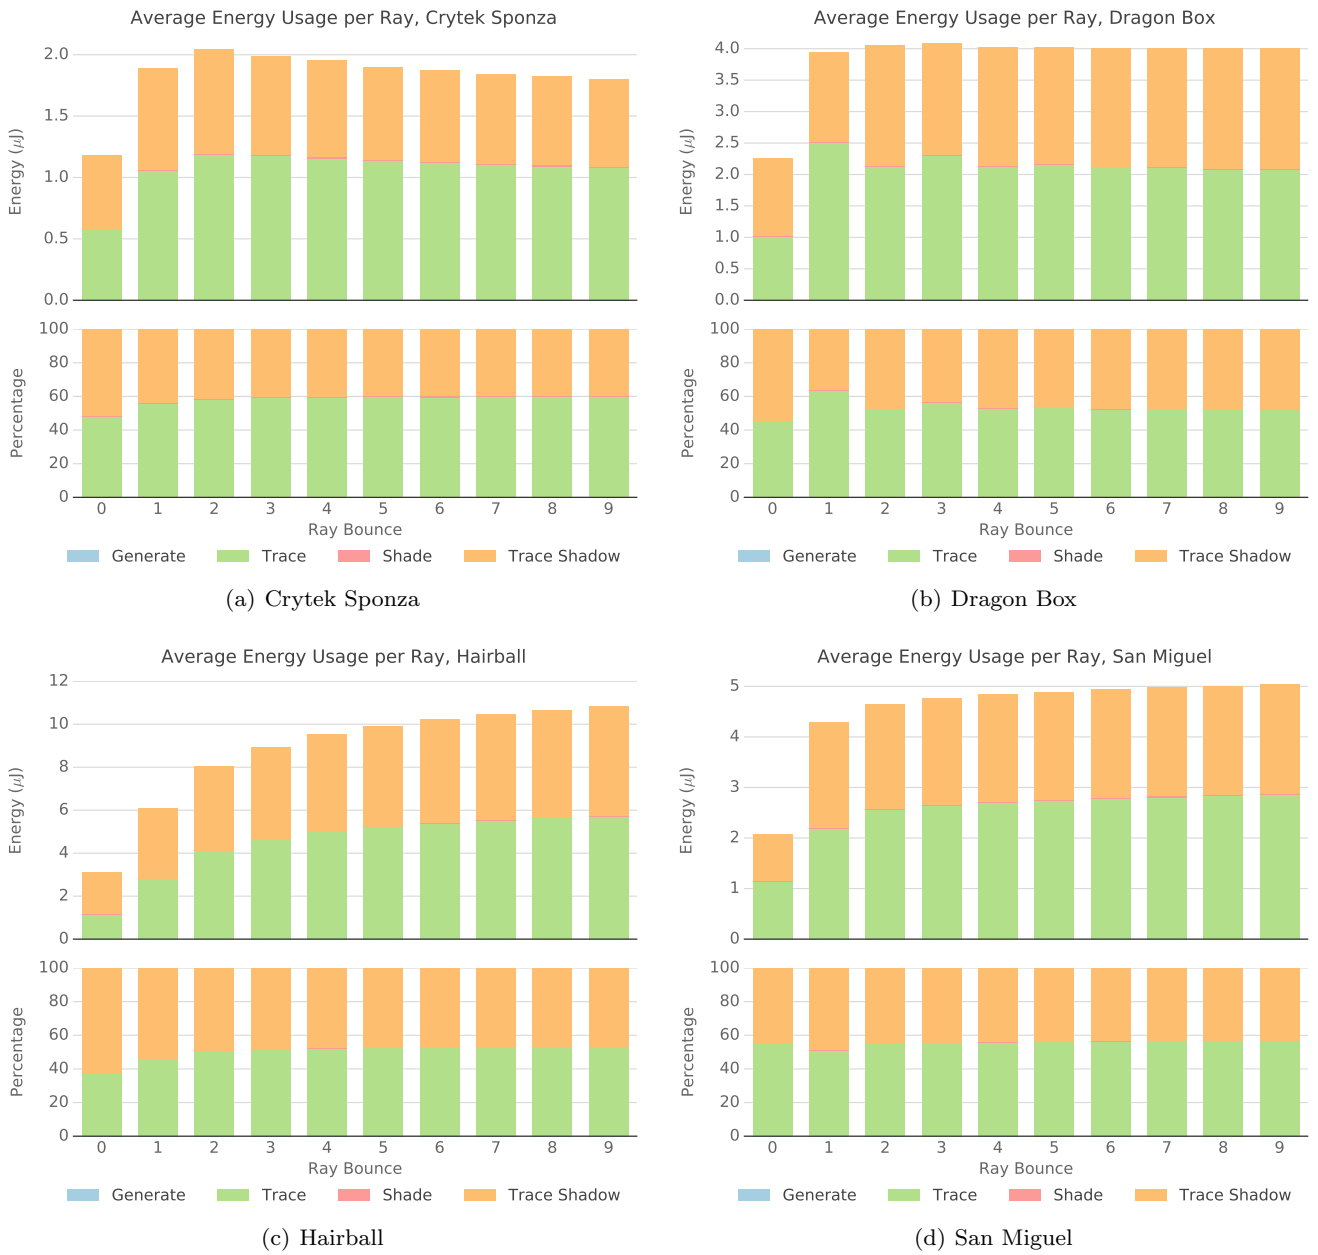 Average Energy Usage per Ray, Crytek Sponza
Energy (μJ)
2.0
1.5
1.0
0.5
0.0
Percentage
100
80
60
40
20
0
0 1 2 3 4 5 6 7 8 9
Ray Bounce
Generate Trace Shade Trace Shadow
(a) Crytek Sponza
Average Energy Usage per Ray, Dragon Box
Energy (μJ)
4.0
3.5
3.0
2.5
2.0
1.5
1.0
0.5
0.0
Percentage
100
80
60
40
20
0
0 1 2 3 4 5 6 7 8 9
Ray Bounce
Generate Trace Shade Trace Shadow
(b) Dragon Box
Average Energy Usage per Ray, Hairball
Energy (μJ)
12
10
8
6
4
2
0
Percentage
100
80
60
40
20
0
0 1 2 3 4 5 6 7 8 9
Ray Bounce
Generate Trace Shade Trace Shadow
(c) Hairball
Average Energy Usage per Ray, San Miguel
Energy (μJ)
5
4
3
2
1
0
Percentage
100
80
60
40
20
0
0 1 2 3 4 5 6 7 8 9
Ray Bounce
Generate Trace Shade Trace Shadow
(d) San Miguel